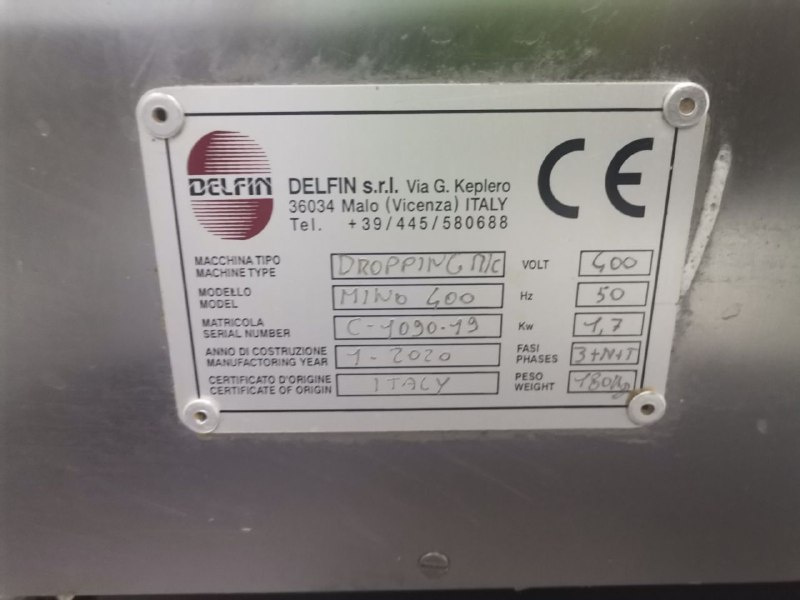 DELFIN
DELFIN s.r.l. Via G. Keplero
36034 Malo (Vicenza) ITALY
Tel. +39/445/580688
CE
MACCHINA TIPO
MACHINE TYPE
DROPPING M/C
VOLT
400
MODELLO
MODEL
MIND 400
Hz
50
MATRICOLA
SERIAL NUMBER
C-1090-19
Kw
1,7
ANNO DI COSTRUZIONE
MANUFACTORING YEAR
1-2020
FASI
PHASES
3+N+T
CERTIFICATO D'ORIGINE
CERTIFICATE OF ORIGIN
ITALY
PESO
WEIGHT
180Kg